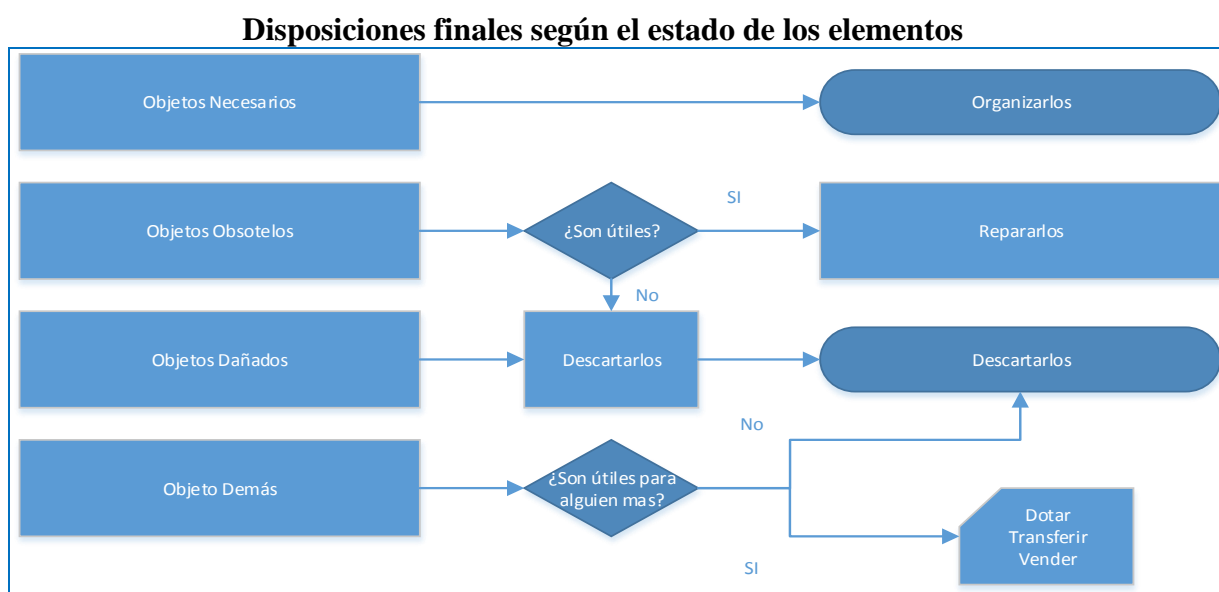 Disposiciones finales según el estado de los elementos
Objetos Necesarios
Organizarlos
Objetos Obsotelos
¿Son útiles?
SI
Repararlos
No
Objetos Dañados
Descartarlos
Descartarlos
No
Objeto Demás
¿Son útiles para
alguien mas?
SI
Dotar
Transferir
Vender